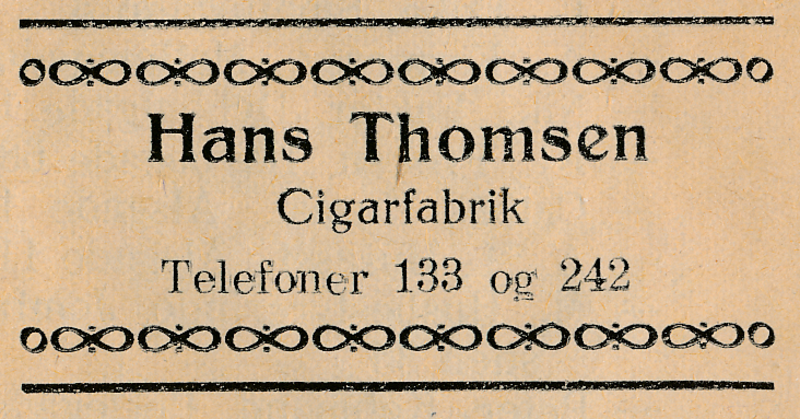 Hans Thomsen
Cigarfabrik
Telefoner 133 og 242